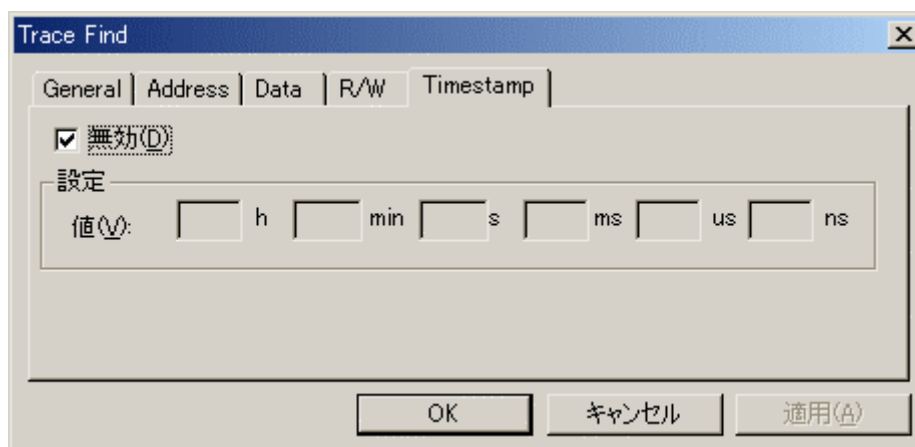 Trace Find
General Address Data R/W Timestamp
無効(D)
設定
値(V): h min s ms us ns
OK キャンセル 適用(A)